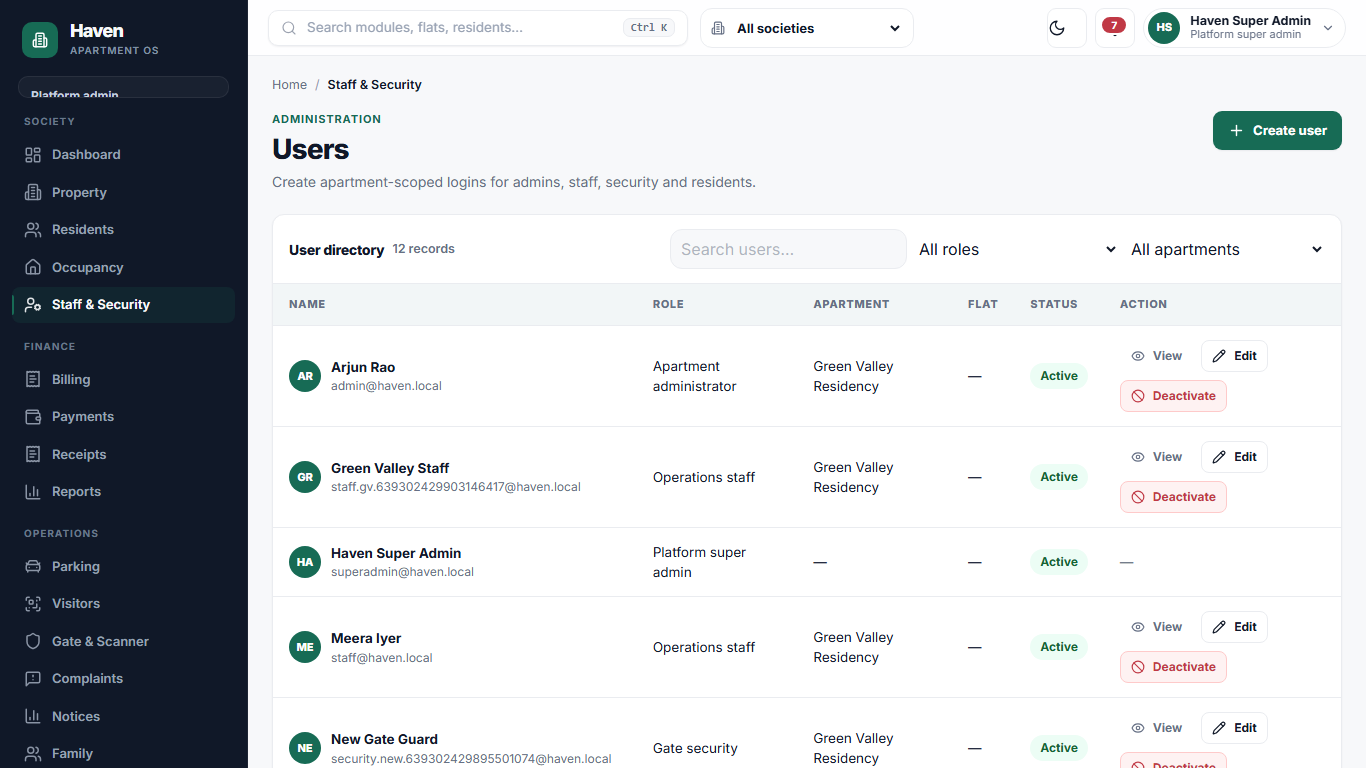 Haven
APARTMENT OS
Platform admin
SOCIETY
Dashboard
Property
Residents
Occupancy
Staff & Security
FINANCE
Billing
Payments
Receipts
Reports
OPERATIONS
Parking
Visitors
Gate & Scanner
Complaints
Notices
Family
Search modules, flats, residents...
Ctrl K
All societies
7
HS
Haven Super Admin
Platform super admin
Home / Staff & Security
ADMINISTRATION
Users
Create apartment-scoped logins for admins, staff, security and residents.
Create user
User directory 12 records
Search users...
All roles
All apartments
NAME ROLE APARTMENT FLAT STATUS ACTION
AR
Arjun Rao
admin@haven.local
Apartment
administrator
Green Valley
Residency
—
Active
View
Edit
Deactivate
GR
Green Valley Staff
staff.gv.639302429903146417@haven.local
Operations staff
Green Valley
Residency
—
Active
View
Edit
Deactivate
HA
Haven Super Admin
superadmin@haven.local
Platform super
admin
—
—
Active
—
ME
Meera Iyer
staff@haven.local
Operations staff
Green Valley
Residency
—
Active
View
Edit
Deactivate
NE
New Gate Guard
security.new.639302429895501074@haven.local
Gate security
Green Valley
Residency
—
Active
View
Edit
Deactivate